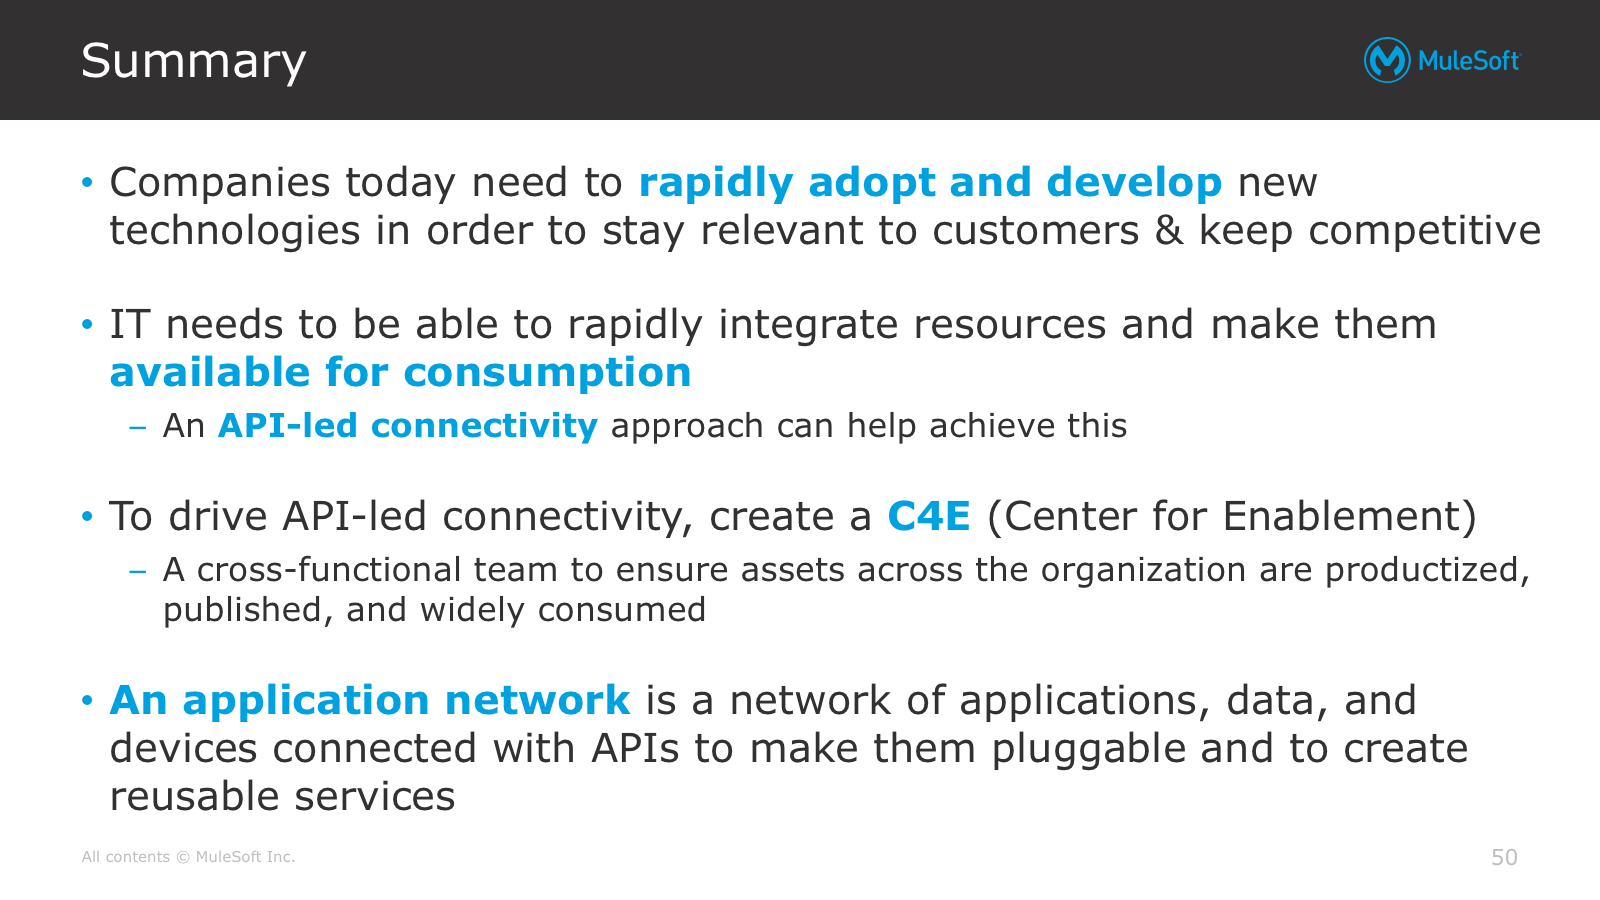 Summary
MuleSoft
• Companies today need to rapidly adopt and develop new
technologies in order to stay relevant to customers & keep competitive
• IT needs to be able to rapidly integrate resources and make them
available for consumption
– An API-led connectivity approach can help achieve this
• To drive API-led connectivity, create a C4E (Center for Enablement)
– A cross-functional team to ensure assets across the organization are productized,
published, and widely consumed
• An application network is a network of applications, data, and
devices connected with APIs to make them pluggable and to create
reusable services
All contents © MuleSoft Inc.
50